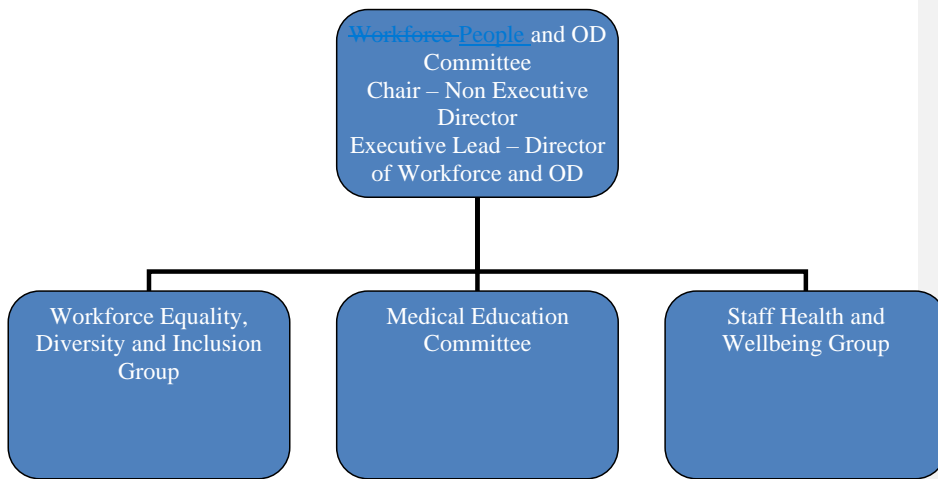 Workforce People and OD
Committee
Chair – Non Executive
Director
Executive Lead – Director
of Workforce and OD
Workforce Equality,
Diversity and Inclusion
Group
Medical Education
Committee
Staff Health and
Wellbeing Group